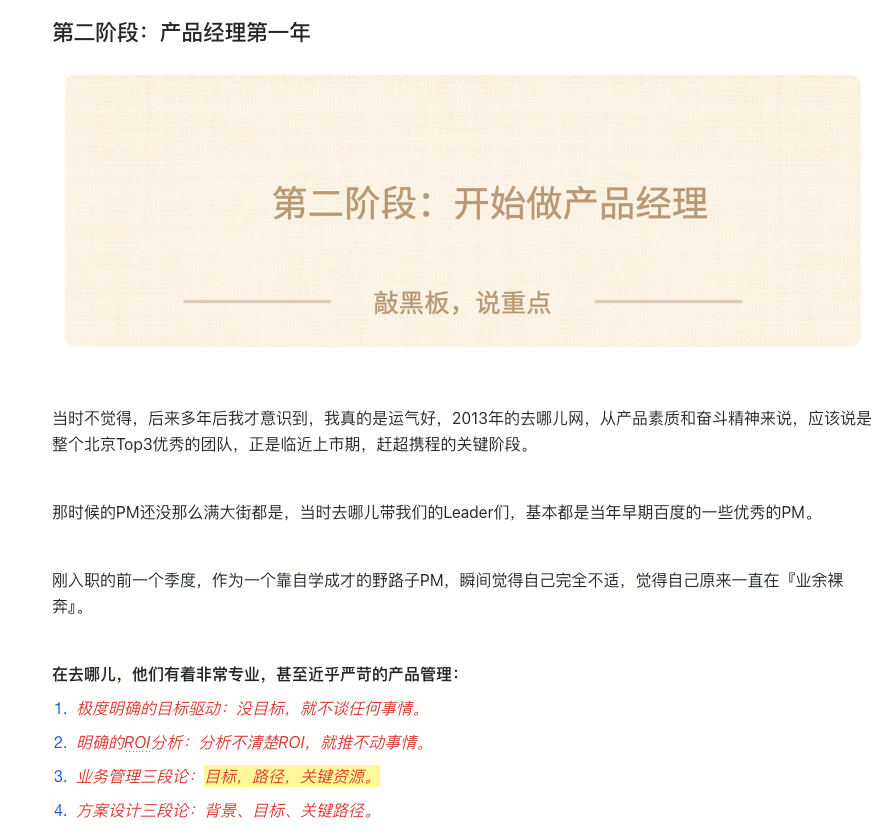 第二阶段：产品经理第一年
第二阶段：开始做产品经理
敲黑板，说重点
当时不觉得，后来多年后我才意识到，我真的是运气好，2013年的去哪儿网，从产品素质和奋斗精神来说，应该说是
整个北京Top3优秀的团队，正是临近上市期，赶超携程的关键阶段。
那时候的PM还没那么满大街都是，当时去哪儿带我们的Leader们，基本都是当年早期百度的一些优秀的PM。
刚入职的前一个季度，作为一个靠自学成才的野路子PM，瞬间觉得自己完全不适，觉得自己原来一直在『业余裸
奔』。
在去哪儿，他们有着非常专业，甚至近乎严苛的产品管理：
1. 极度明确的目标驱动：没目标，就不谈任何事情。
2. 明确的ROI分析：分析不清楚ROI，就推不动事情。
3. 业务管理三段论：目标，路径，关键资源。
4. 方案设计三段论：背景、目标、关键路径。